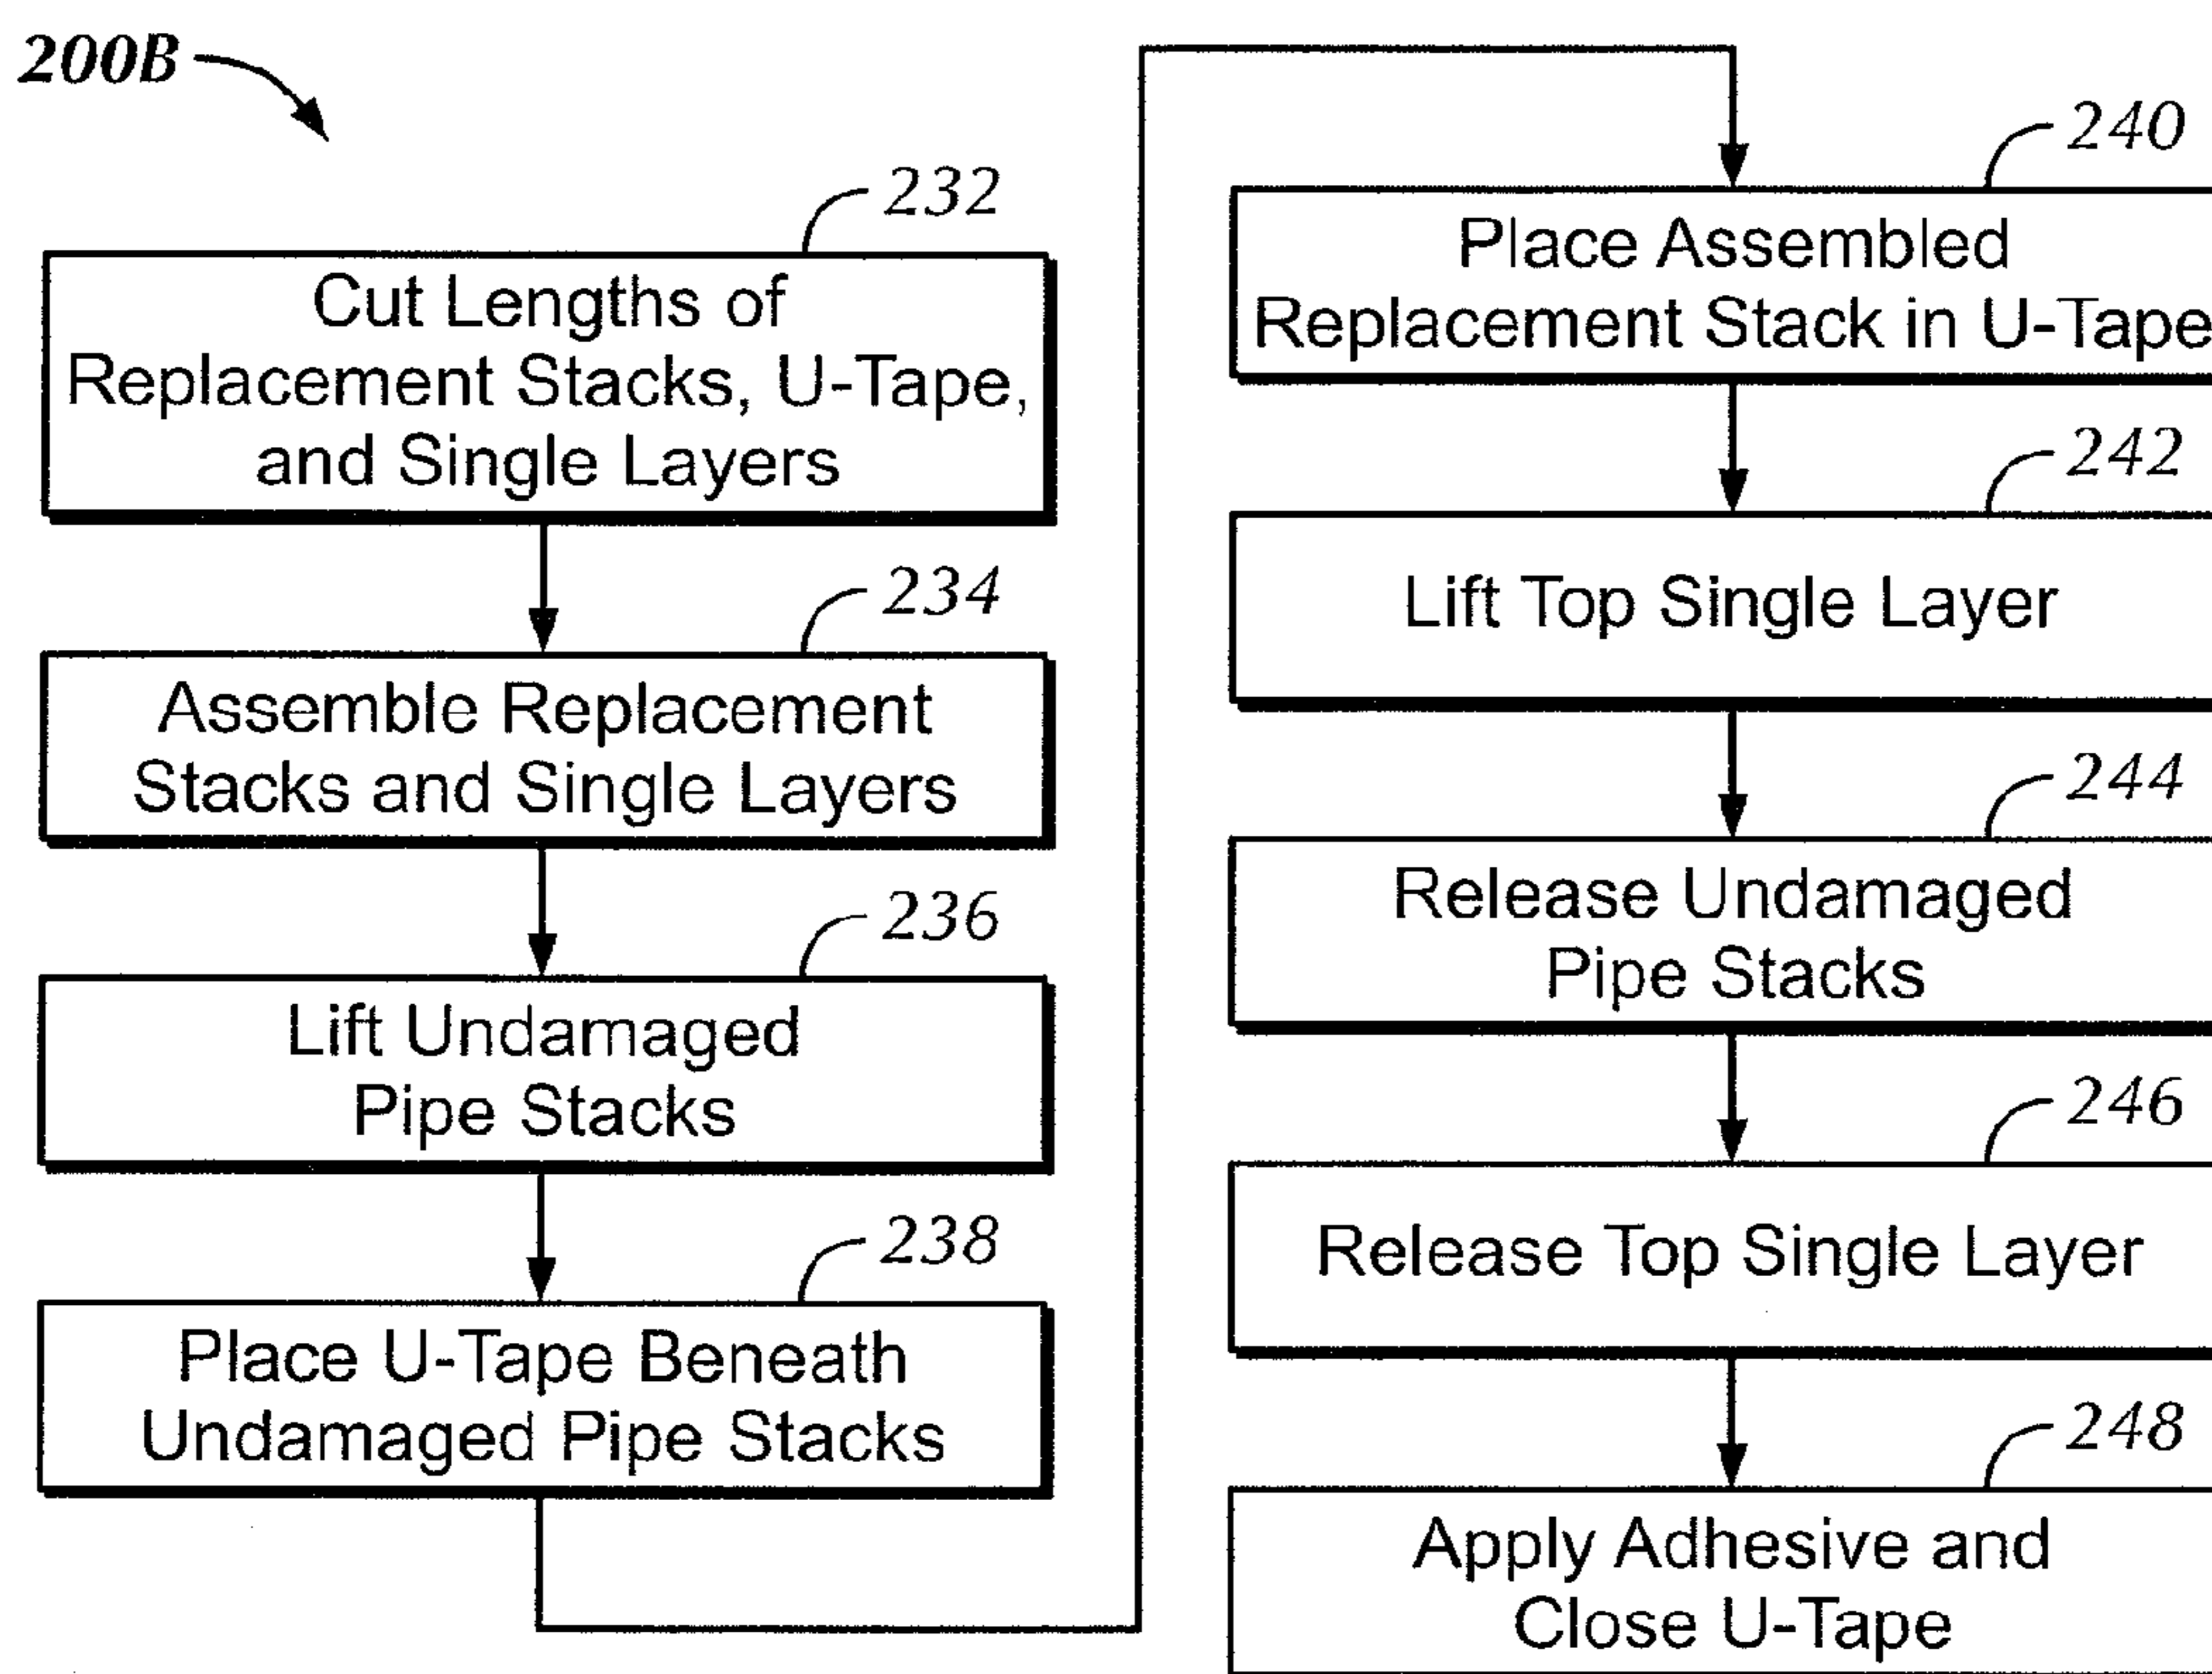 200B
232
Cut Lengths of
Replacement Stacks, U-Tape,
and Single Layers
234
Assemble Replacement
Stacks and Single Layers
236
Lift Undamaged
Pipe Stacks
238
Place U-Tape Beneath
Undamaged Pipe Stacks
240
Place Assembled
Replacement Stack in U-Tape
242
Lift Top Single Layer
244
Release Undamaged
Pipe Stacks
246
Release Top Single Layer
248
Apply Adhesive and
Close U-Tape